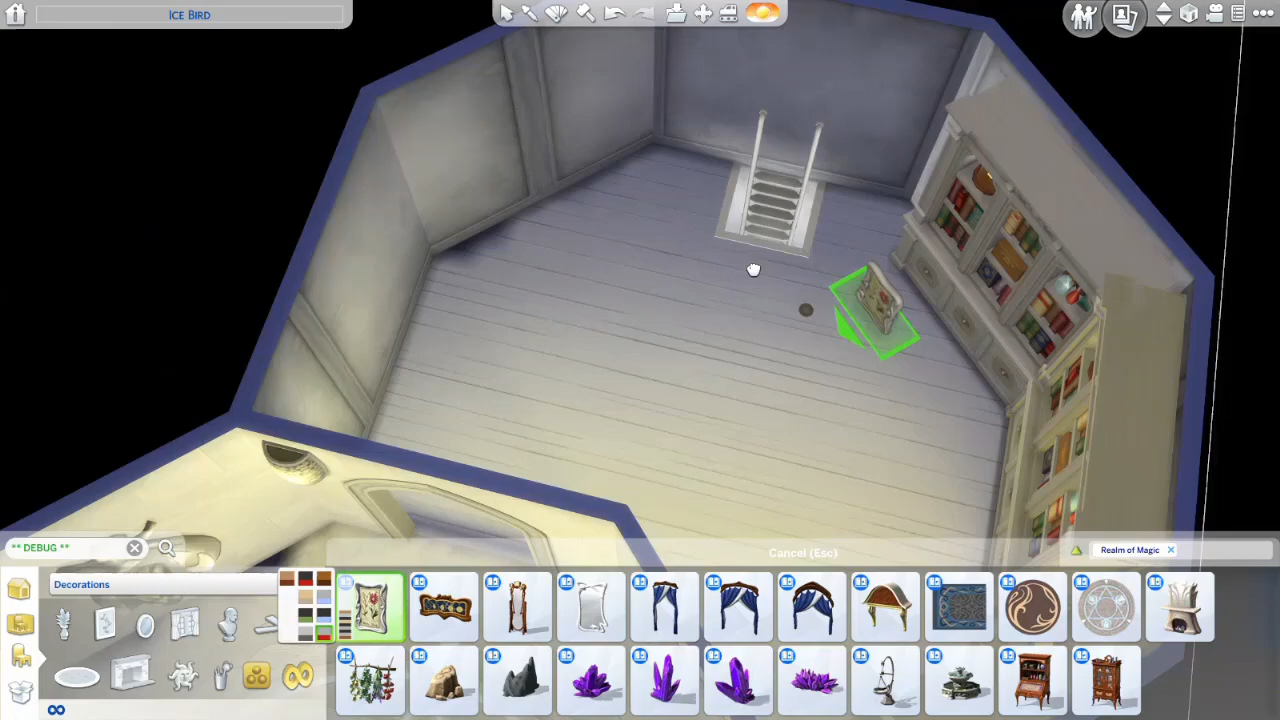 ICE BIRD
Cancel (Esc)
** DEBUG **
Realm of Magic
Decorations